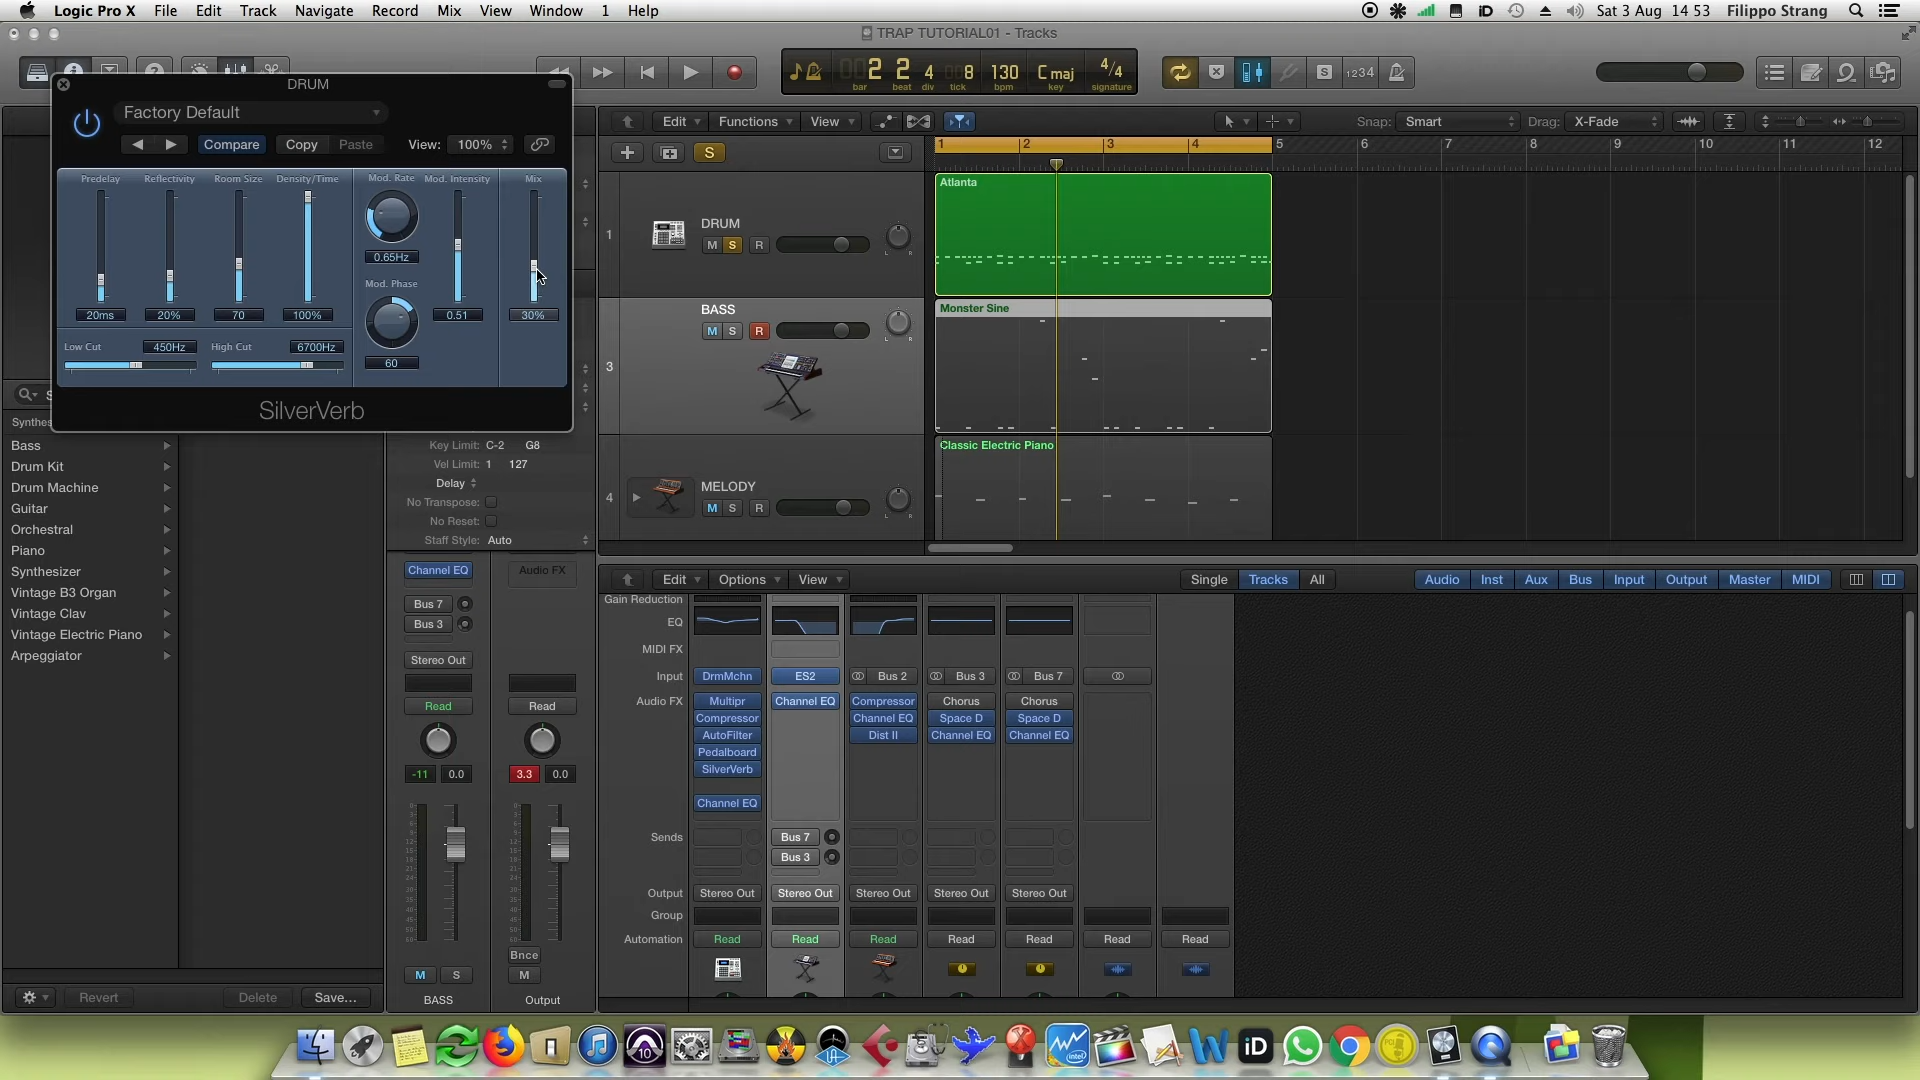 Logic Pro X File Edit Track Navigate Record Mix View Window 1 Help iD Sat 3 Aug 14 53 Filippo Strang
TRAP TUTORIAL01 - Tracks
2 2 4 8 130 C maj 4/4
bar beat div tick bpm key signature
S 1234
DRUM
Factory Default
Compare Copy Paste View: 100%
Predelay Reflectivity Room Size Density/Time Mod. Rate Mod. Intensity Mix
0.65Hz
Mod. Phase
20ms 20% 70 100% 0.51 30%
Low Cut 450Hz High Cut 6700Hz
60
SilverVerb
Edit Functions View Snap: Smart Drag: X-Fade
S
1 2 3 4 5 6 7 8 9 10 11 12
1 DRUM
M S R L R
Atlanta
3 BASS
M S R L R
Monster Sine
4 MELODY
M S R L R
Classic Electric Piano
Bass
Drum Kit
Drum Machine
Guitar
Orchestral
Piano
Synthesizer
Vintage B3 Organ
Vintage Clav
Vintage Electric Piano
Arpeggiator
Revert Delete Save...
Key Limit: C-2 G8
Vel Limit: 1 127
Delay
No Transpose:
No Reset:
Staff Style: Auto
Channel EQ Audio FX
Bus 7
Bus 3
Stereo Out
Read Read
-11 0.0 3.3 0.0
Bnce
M S M
BASS Output
Edit Options View Single Tracks All Audio Inst Aux Bus Input Output Master MIDI
Gain Reduction
EQ
MIDI FX
Input DrmMchn ES2 Bus 2 Bus 3 Bus 7
Audio FX Multipr Channel EQ Compressor Chorus Chorus
Compressor Channel EQ Space D Space D
AutoFilter Dist II Channel EQ Channel EQ
Pedalboard
SilverVerb
Channel EQ
Sends Bus 7
Bus 3
Output Stereo Out Stereo Out Stereo Out Stereo Out Stereo Out
Group
Automation Read Read Read Read Read Read Read
10 iD